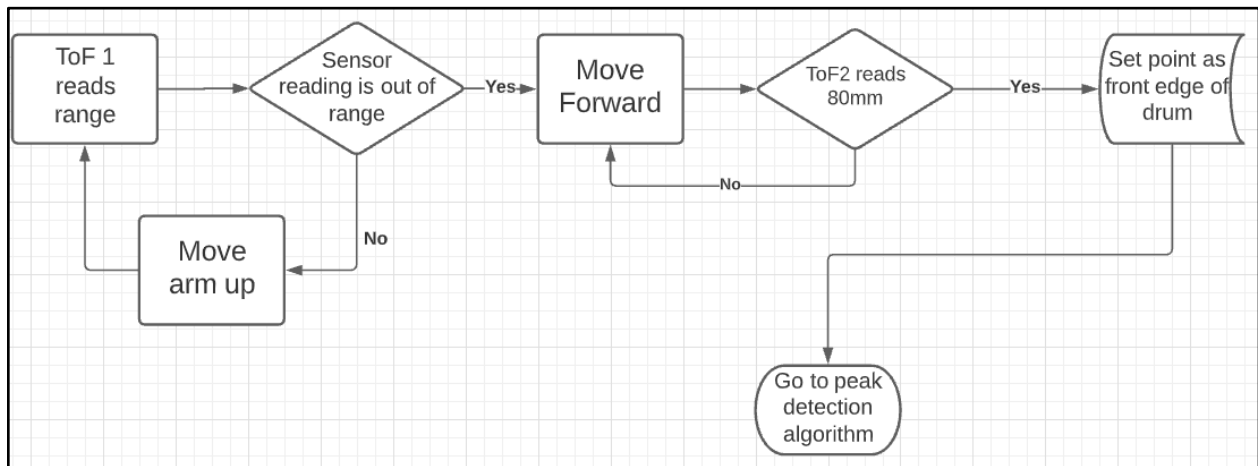 ToF 1
reads
range
Sensor
reading is out of
range
Yes
Move
Forward
ToF2 reads
80mm
Yes
Set point as
front edge of
drum
No
No
Move
arm up
Go to peak
detection
algorithm